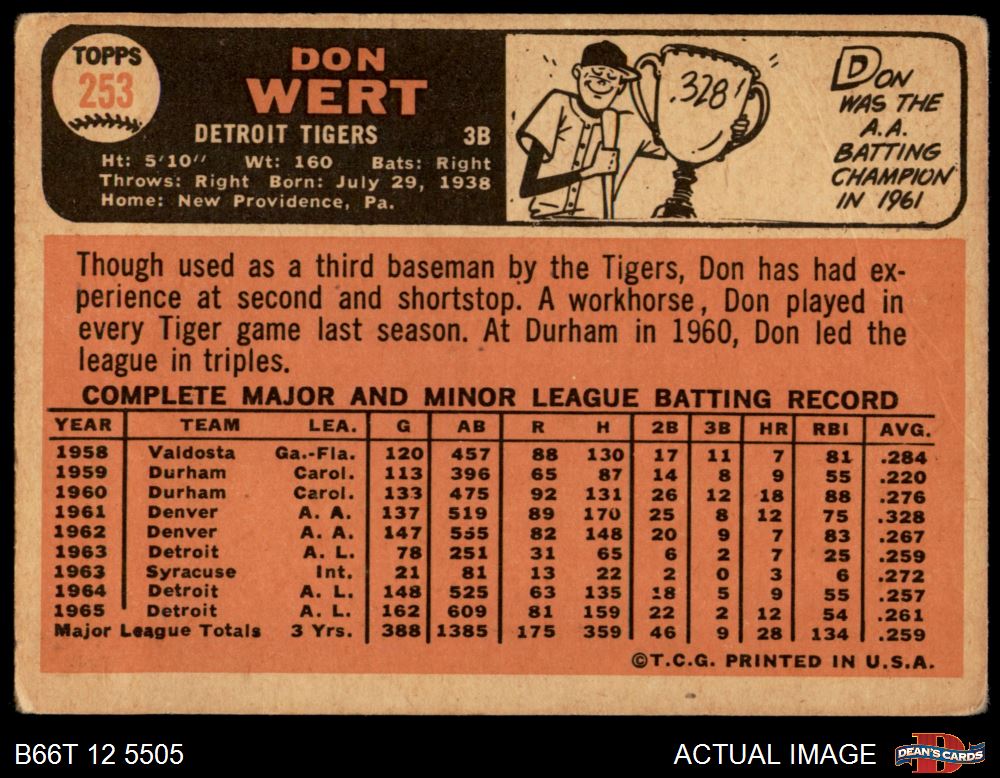 TOPPS
253
DON
WERT
DETROIT TIGERS 3B
Ht: 5'10" Wt: 160 Bats: Right
Throws: Right Born: July 29, 1938
Home: New Providence, Pa.
.328
DON
WAS THE
A.A.
BATTING
CHAMPION
IN 1961
Though used as a third baseman by the Tigers, Don has had ex-
perience at second and shortstop. A workhorse, Don played in
every Tiger game last season. At Durham in 1960, Don led the
league in triples.
COMPLETE MAJOR AND MINOR LEAGUE BATTING RECORD
YEAR TEAM LEA. G AB R H 2B 3B HR RBI AVG.
1958 Valdosta Ga.-Fla. 120 457 88 130 17 11 7 81 .284
1959 Durham Carol. 113 396 65 87 14 8 9 55 .220
1960 Durham Carol. 133 475 92 131 26 12 18 88 .276
1961 Denver A. A. 137 519 89 170 25 8 12 75 .328
1962 Denver A. A. 147 555 82 148 20 9 7 83 .267
1963 Detroit A. L. 78 251 31 65 6 2 7 25 .259
1963 Syracuse Int. 21 81 13 22 2 0 3 6 .272
1964 Detroit A. L. 148 525 63 135 18 5 9 55 .257
1965 Detroit A. L. 162 609 81 159 22 2 12 54 .261
Major League Totals 3 Yrs. 388 1385 175 359 46 9 28 134 .259
©T.C.G. PRINTED IN U.S.A.
B66T 12 5505
ACTUAL IMAGE
D
DEAN'S CARDS